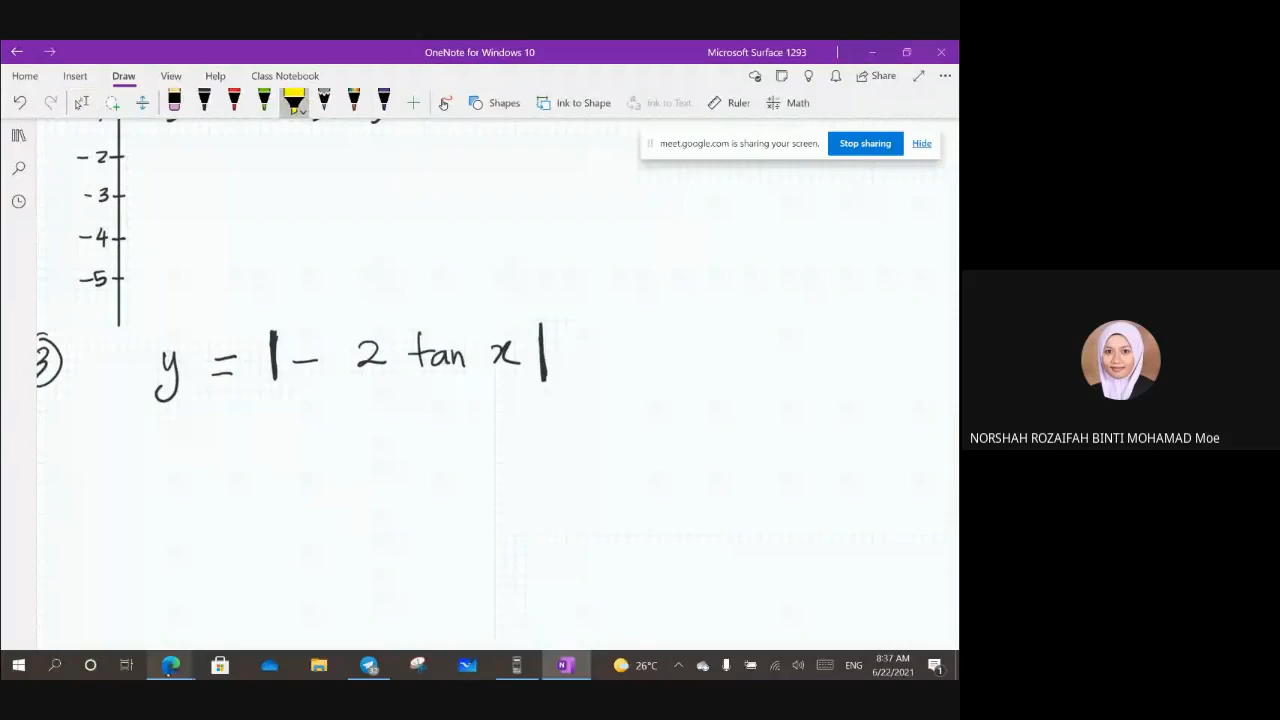 OneNote for Windows 10
Microsoft Surface 1293
Home Insert Draw View Help Class Notebook
Share
Shapes Ink to Shape Ink to Text Ruler Math
meet.google.com is sharing your screen. Stop sharing Hide
-2
-3
-4
-5
3 y = |- 2 tan x|
NORSHAH ROZAIFAH BINTI MOHAMAD Moe
26°C ENG 8:37 AM
6/22/2021
1